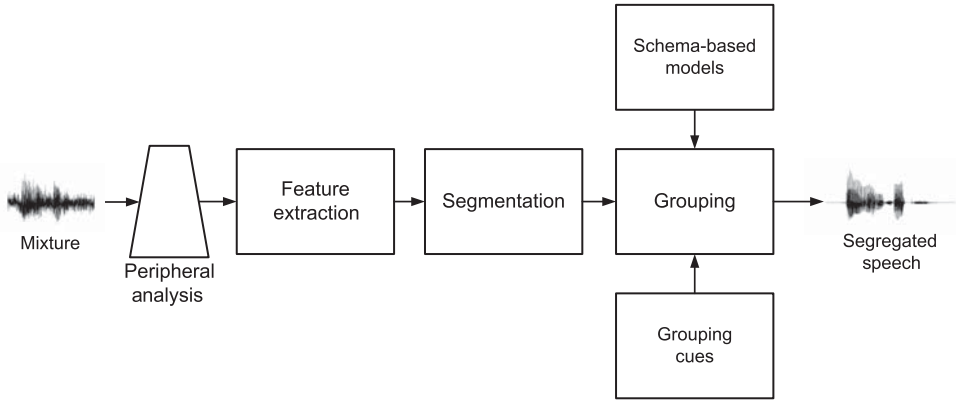 Schema-based
models
Mixture
Peripheral
analysis
Feature
extraction
Segmentation
Grouping
Segregated
speech
Grouping
cues